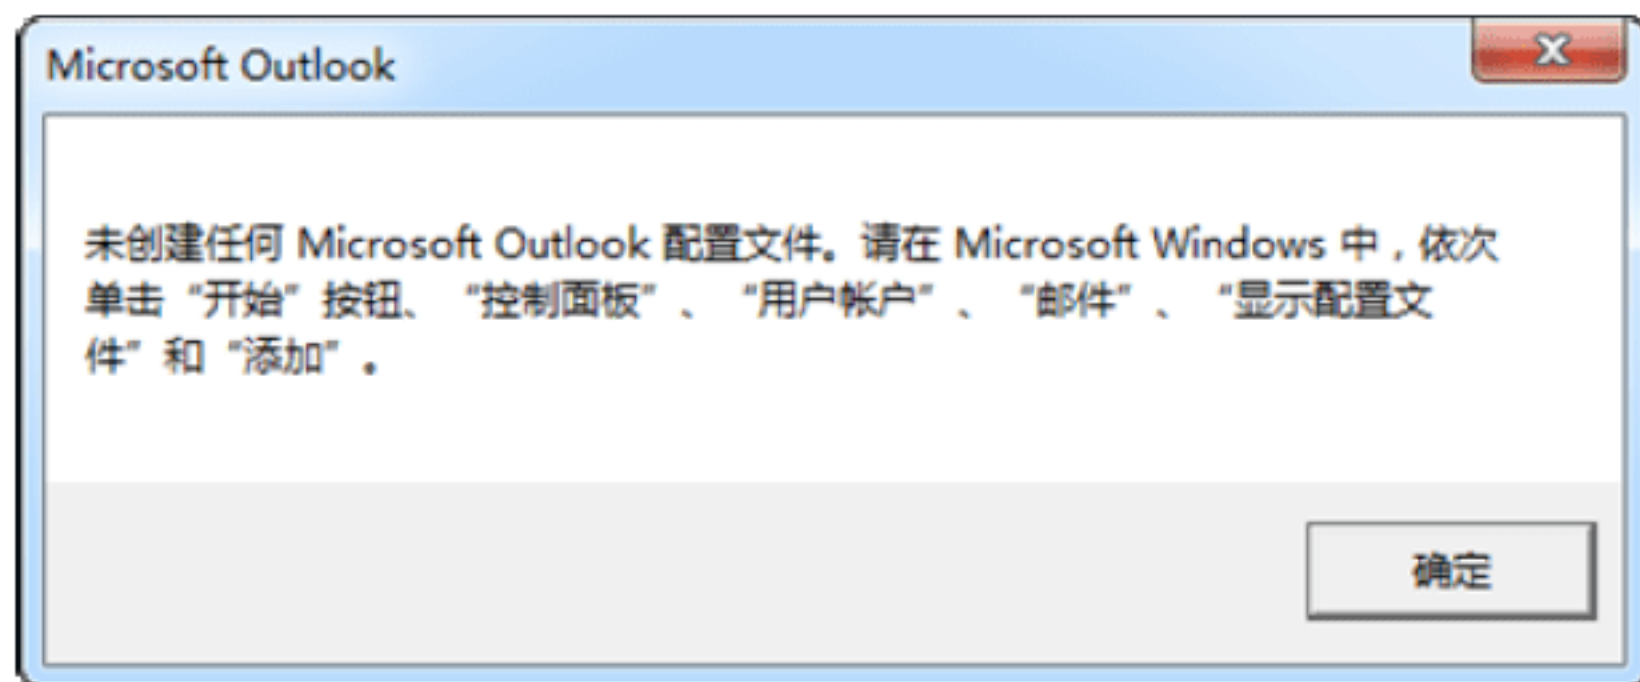 Microsoft Outlook
未创建任何 Microsoft Outlook 配置文件。请在 Microsoft Windows 中，依次
单击“开始”按钮、“控制面板”、“用户帐户”、“邮件”、“显示配置文
件”和“添加”。
确定